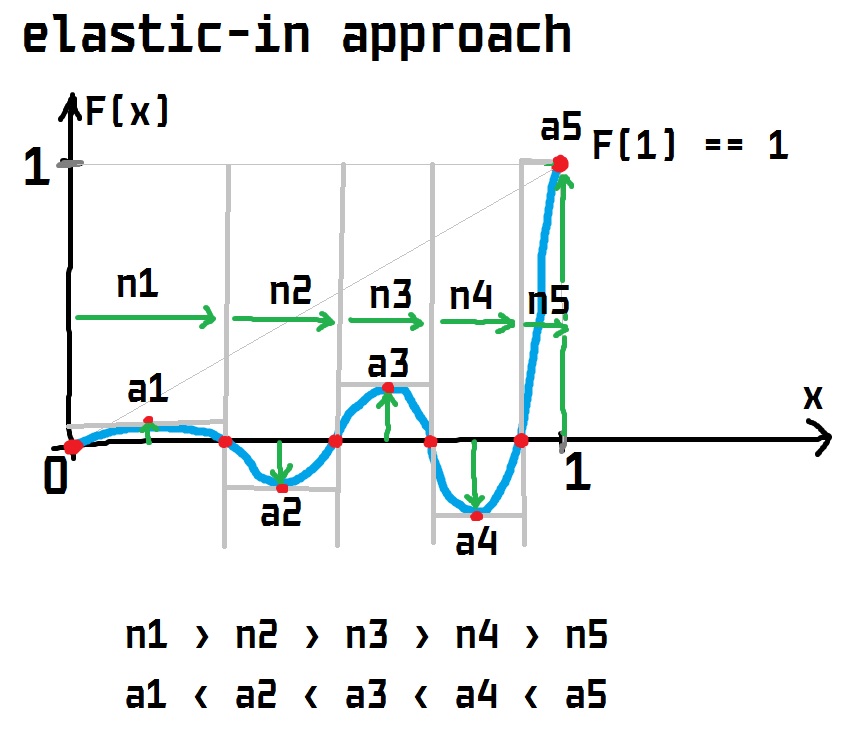 elastic-in approach
F(x)
a5
F(1) == 1
1
n1
n2
n3
n4
n5
a3
a1
x
0
1
a2
a4
n1 > n2 > n3 > n4 > n5
a1 < a2 < a3 < a4 < a5